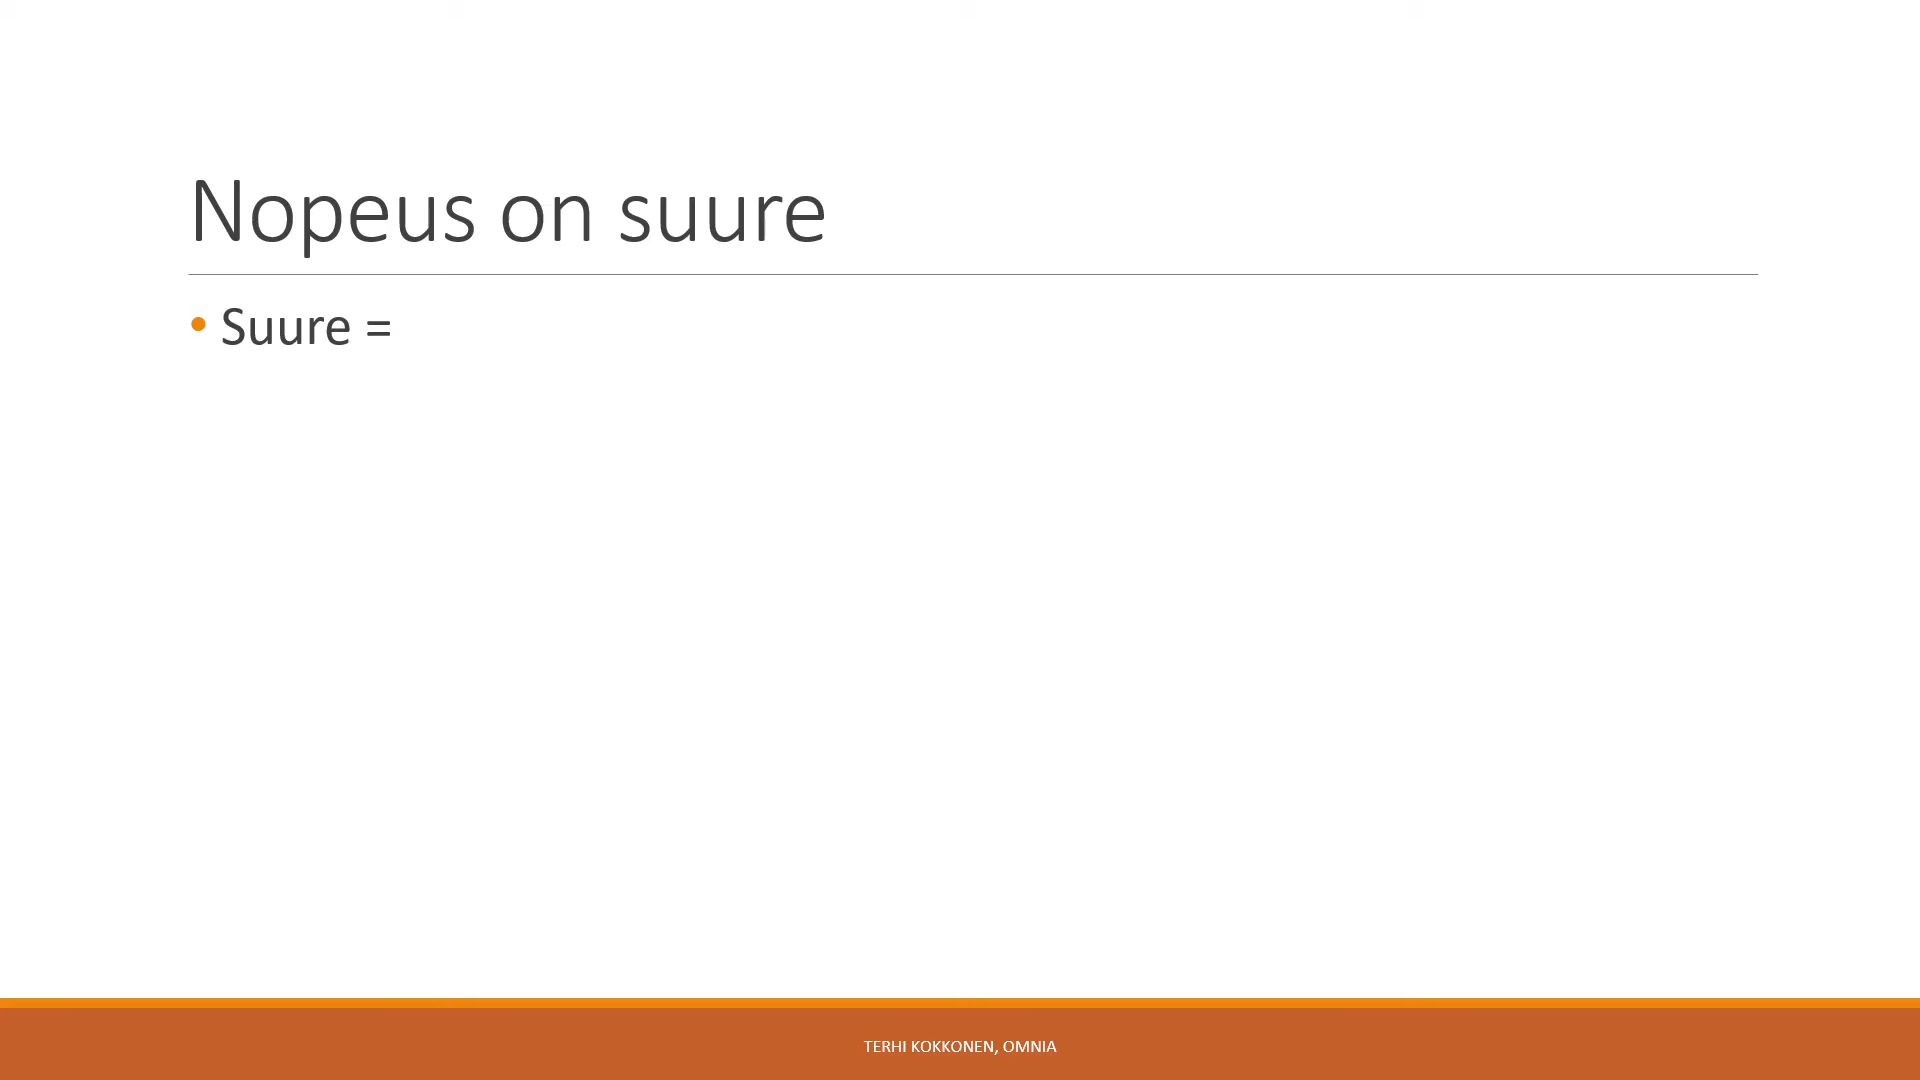 Nopeus on suure
• Suure =
TERHI KOKKONEN, OMNIA